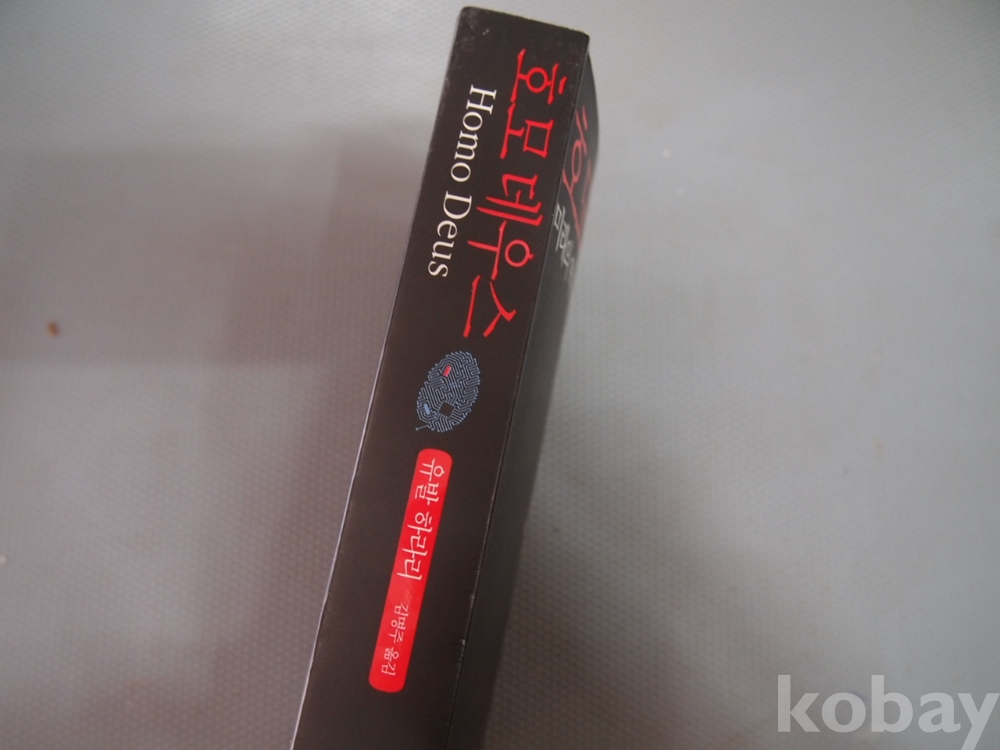 호모 데우스
Homo Deus
유발 하라리
김명주 옮김
kobay